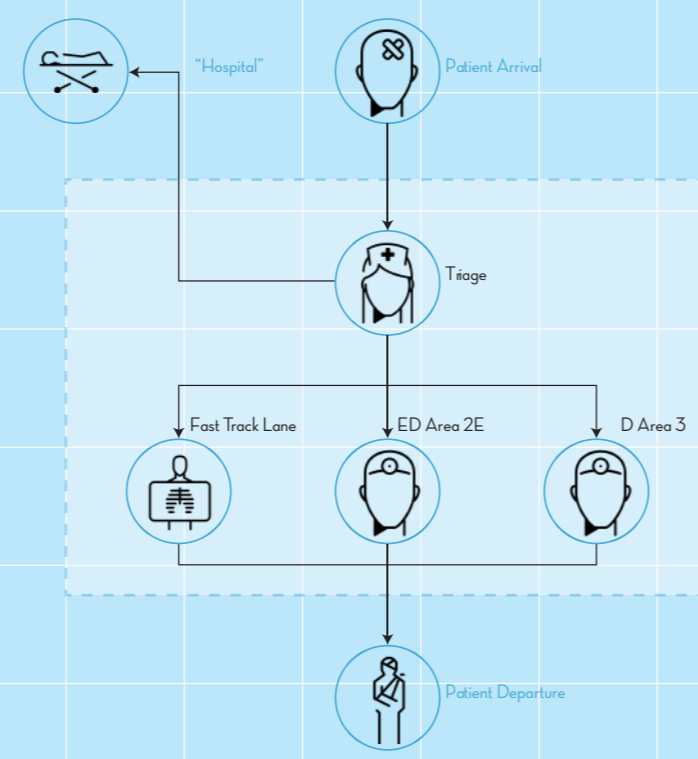 “Hospital”
Patient Arrival
Triage
Fast Track Lane
ED Area 2E
D Area 3
Patient Departure